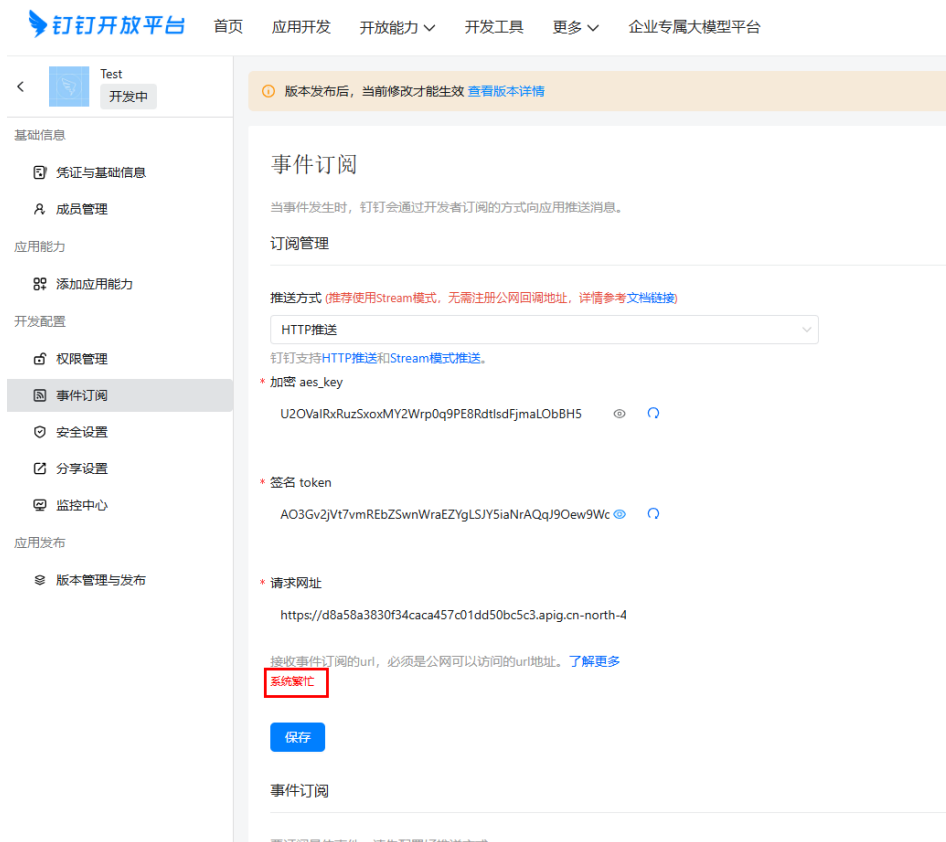 钉钉开放平台 首页 应用开发 开放能力 开发工具 更多 企业专属大模型平台
Test
开发中
版本发布后，当前修改才能生效 查看版本详情
基础信息
凭证与基础信息
成员管理
应用能力
添加应用能力
开发配置
权限管理
事件订阅
安全设置
分享设置
监控中心
应用发布
版本管理与发布
事件订阅
当事件发生时，钉钉会通过开发者订阅的方式向应用推送消息。
订阅管理
推送方式 (推荐使用Stream模式，无需注册公网回调地址，详情参考文档链接)
HTTP推送
钉钉支持HTTP推送和Stream模式推送。
* 加密 aes_key
U2OValRxRuzSxoxMY2Wrp0q9PE8RdtlsdFjmaLObBH5
* 签名 token
AO3Gv2jVt7vmREbZSwnWraEZYgLSJY5iaNrAQqJ9Oew9Wc
* 请求网址
https://d8a58a3830f34caca457c01dd50bc5c3.apig.cn-north-4
接收事件订阅的url，必须是公网可以访问的url地址。了解更多
系统繁忙
保存
事件订阅